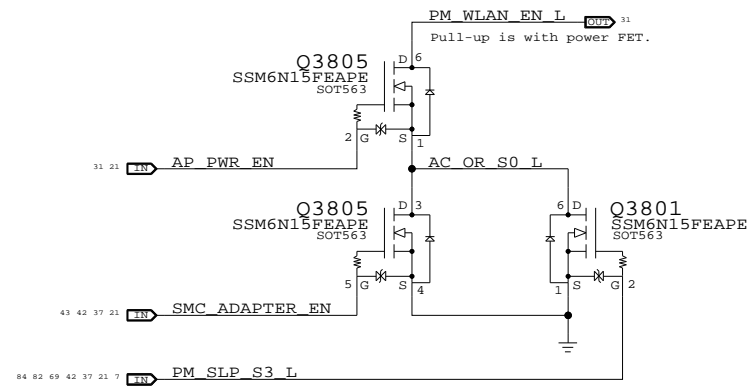 PM_WLAN_EN_L OUT 31
Pull-up is with power FET.
D 6
Q3805
SSM6N15FEAPE
SOT563
2 G S 1
31 21 IN AP_PWR_EN
AC_OR_S0_L
Q3805 D 3
SSM6N15FEAPE
SOT563
5 G S 4
6 D Q3801
SSM6N15FEAPE
SOT563
1 S G 2
43 42 37 21 IN SMC_ADAPTER_EN
84 82 69 42 37 21 7 IN PM_SLP_S3_L